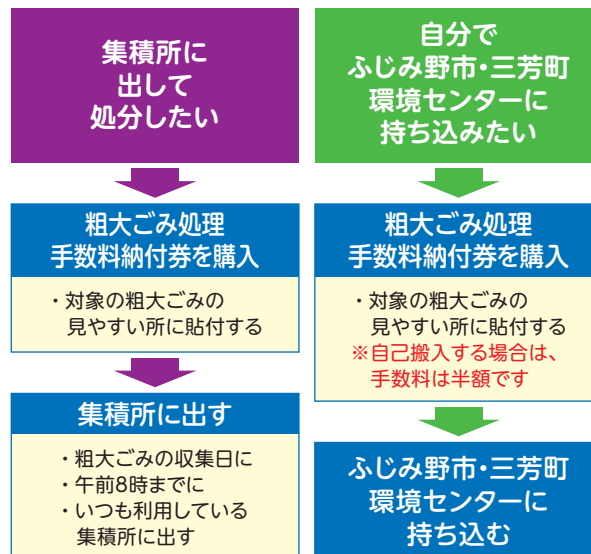 集積所に
出して
処分したい
粗大ごみ処理
手数料納付券を購入
・対象の粗大ごみの
見やすい所に貼付する
集積所に出す
・粗大ごみの収集日に
・午前8時までに
・いつも利用している
集積所に出す
自分で
ふじみ野市・三芳町
環境センターに
持ち込みたい
粗大ごみ処理
手数料納付券を購入
・対象の粗大ごみの
見やすい所に貼付する
※自己搬入する場合は、
手数料は半額です
ふじみ野市・三芳町
環境センターに
持ち込む